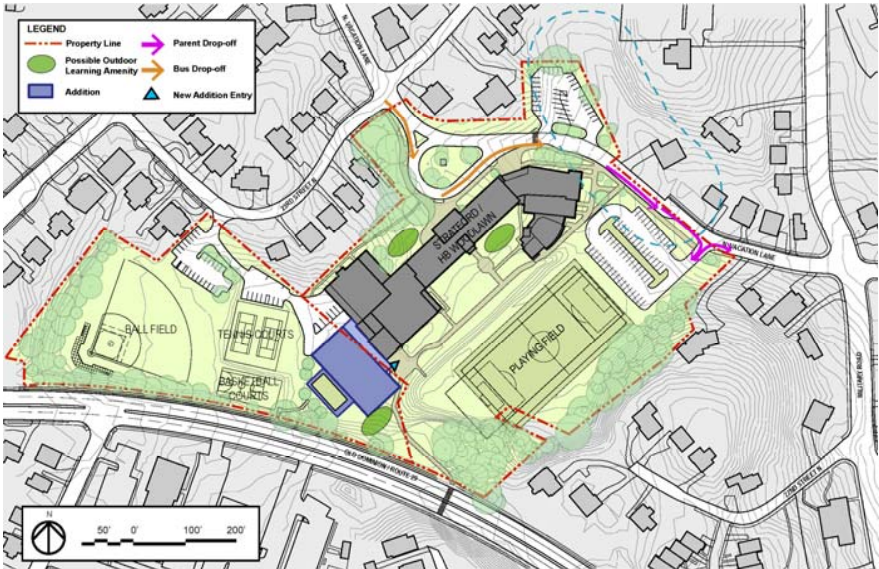 LEGEND
Property Line
Parent Drop-off
Possible Outdoor
Learning Amenity
Bus Drop-off
Addition
New Addition Entry
N. VACATION LANE
23RD STREET N
STRATFORD /
HB WOODLAWN
N VACATION LANE
BALL FIELD
TENNIS COURTS
BASKETBALL
COURTS
PLAYING FIELD
MILITARY ROAD
OLD DOMINION / ROUTE 29
22ND STREET N
N
50' 0' 100' 200'